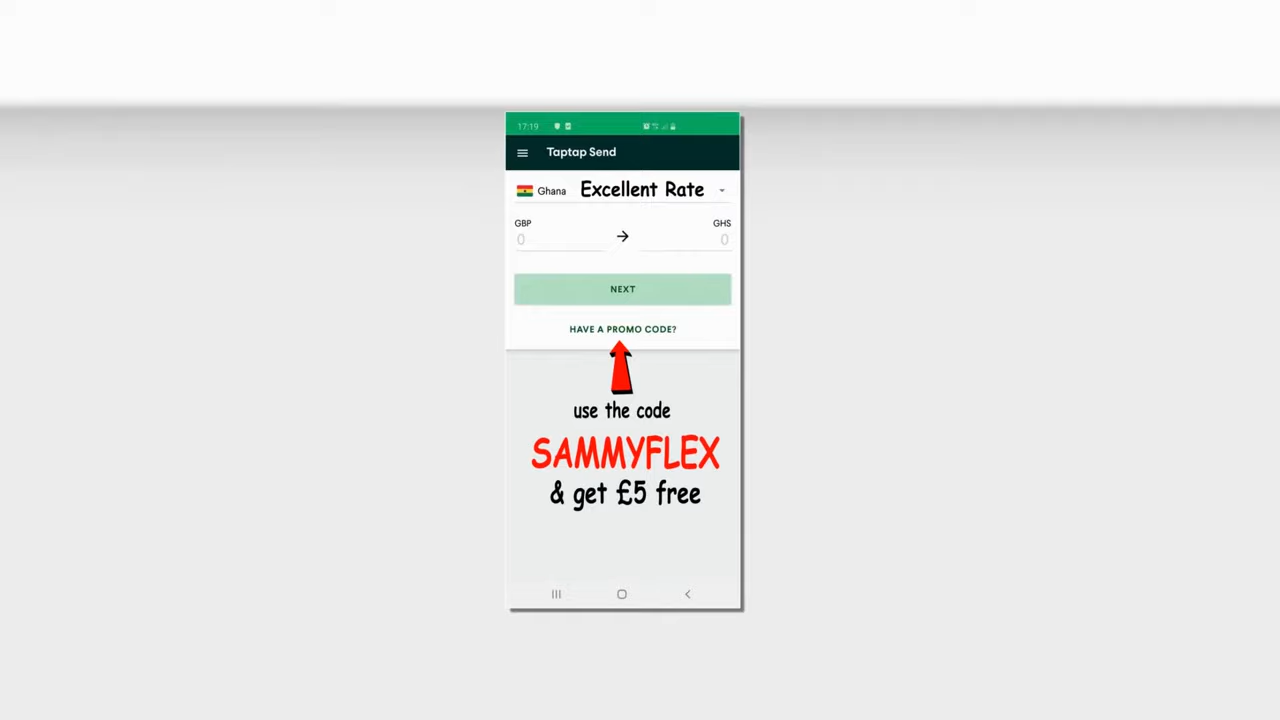 17:19
Taptap Send
Ghana Excellent Rate
GBP GHS
0 0
NEXT
HAVE A PROMO CODE?
use the code
SAMMYFLEX
& get £5 free